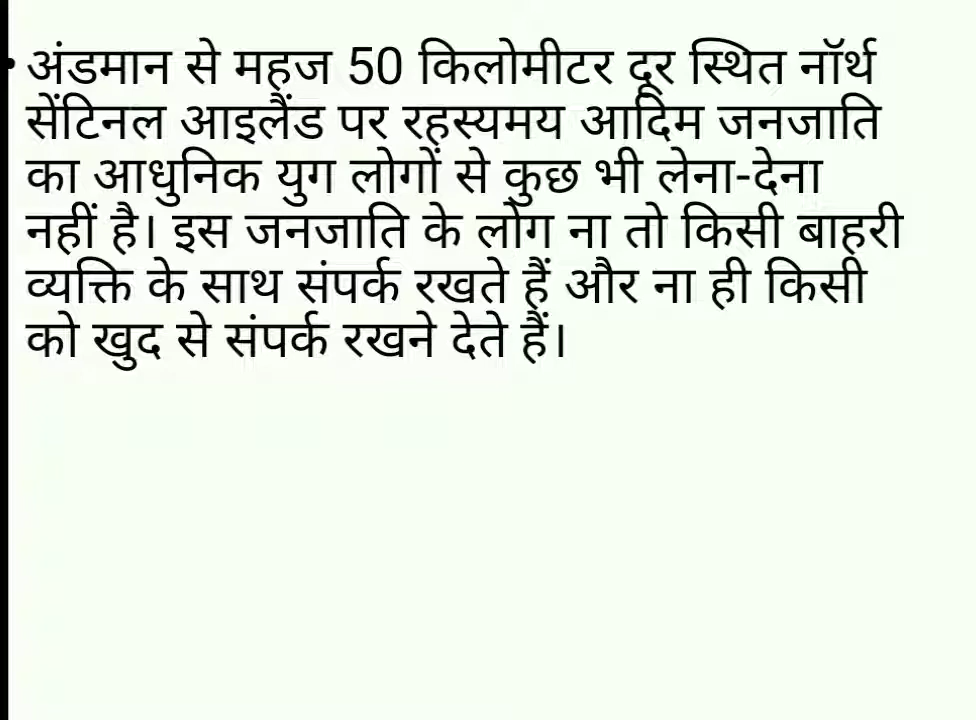 • अंडमान से महज 50 किलोमीटर दूर स्थित नॉर्थ
सेंटिनल आइलैंड पर रहस्यमय आदिम जनजाति
का आधुनिक युग लोगों से कुछ भी लेना-देना
नहीं है। इस जनजाति के लोग ना तो किसी बाहरी
व्यक्ति के साथ संपर्क रखते हैं और ना ही किसी
को खुद से संपर्क रखने देते हैं।